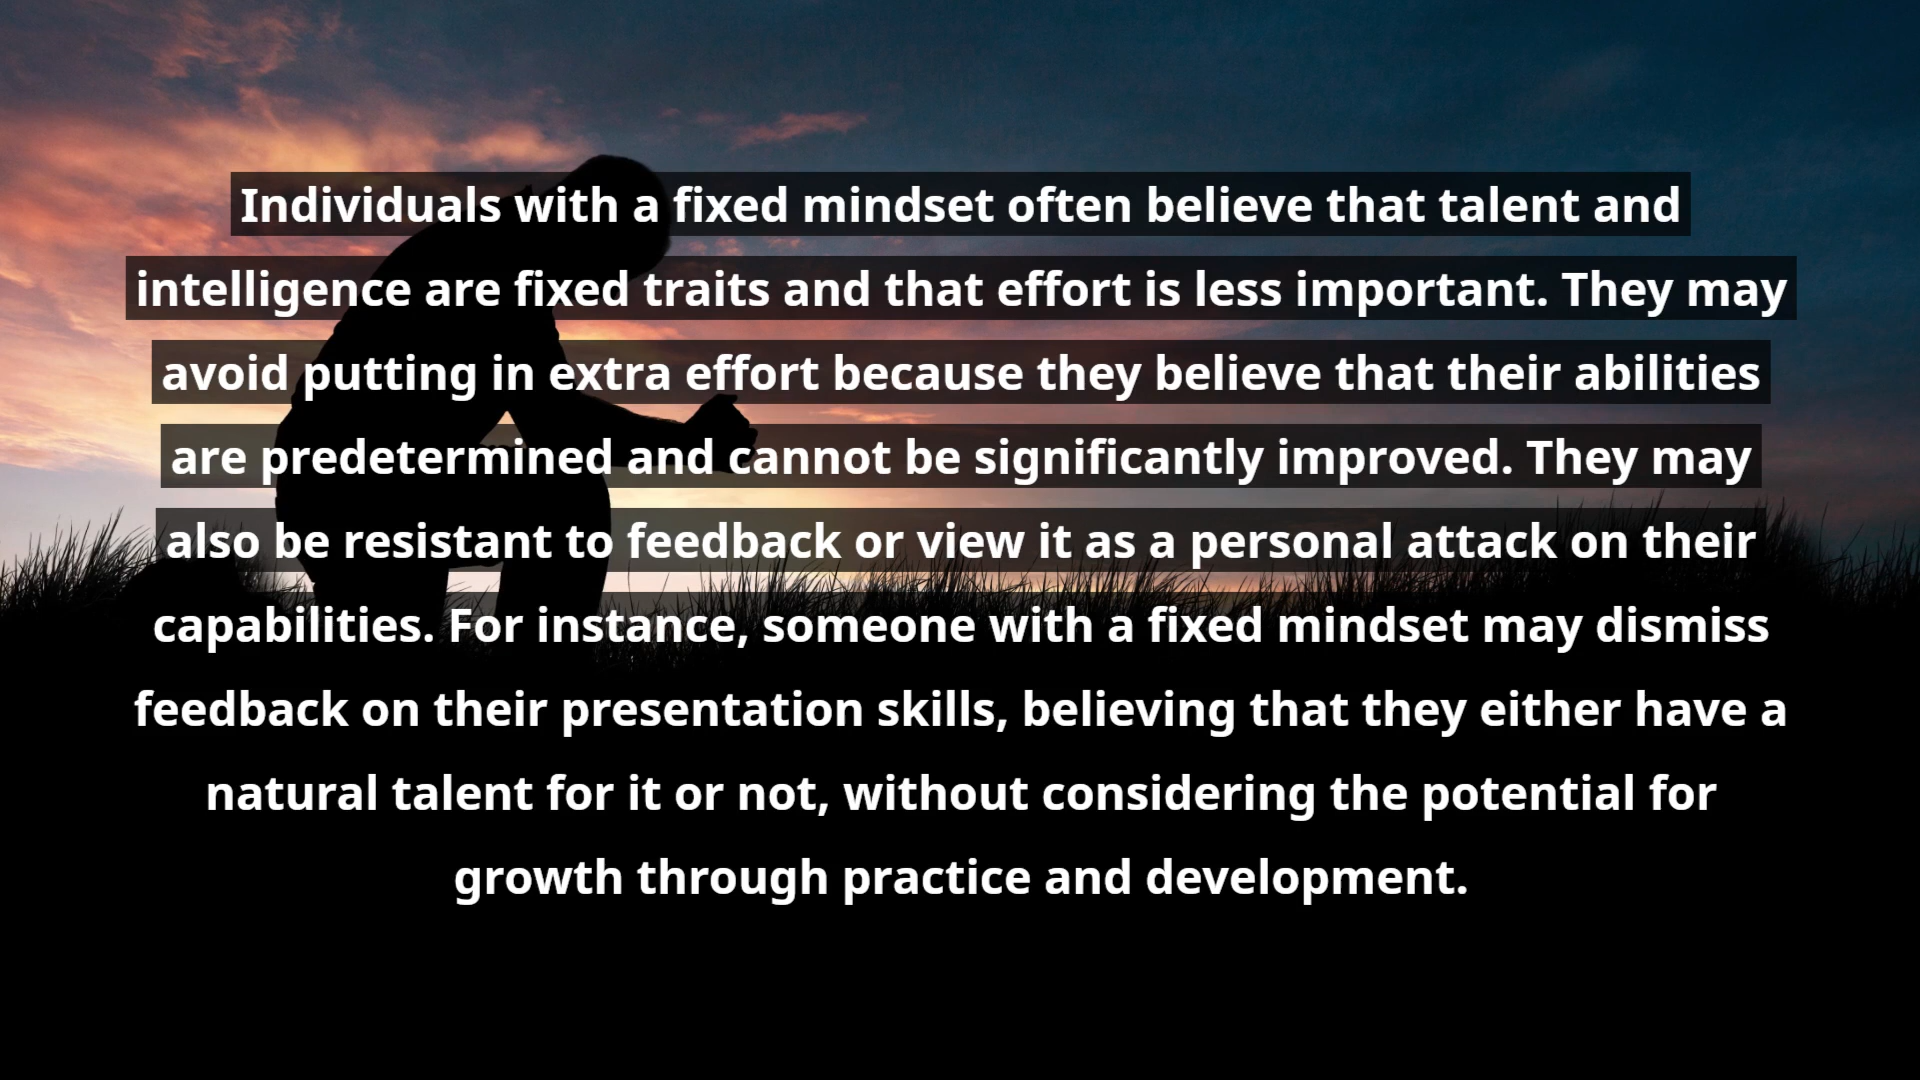 Individuals with a fixed mindset often believe that talent and
intelligence are fixed traits and that effort is less important. They may
avoid putting in extra effort because they believe that their abilities
are predetermined and cannot be significantly improved. They may
also be resistant to feedback or view it as a personal attack on their
capabilities. For instance, someone with a fixed mindset may dismiss
feedback on their presentation skills, believing that they either have a
natural talent for it or not, without considering the potential for
growth through practice and development.